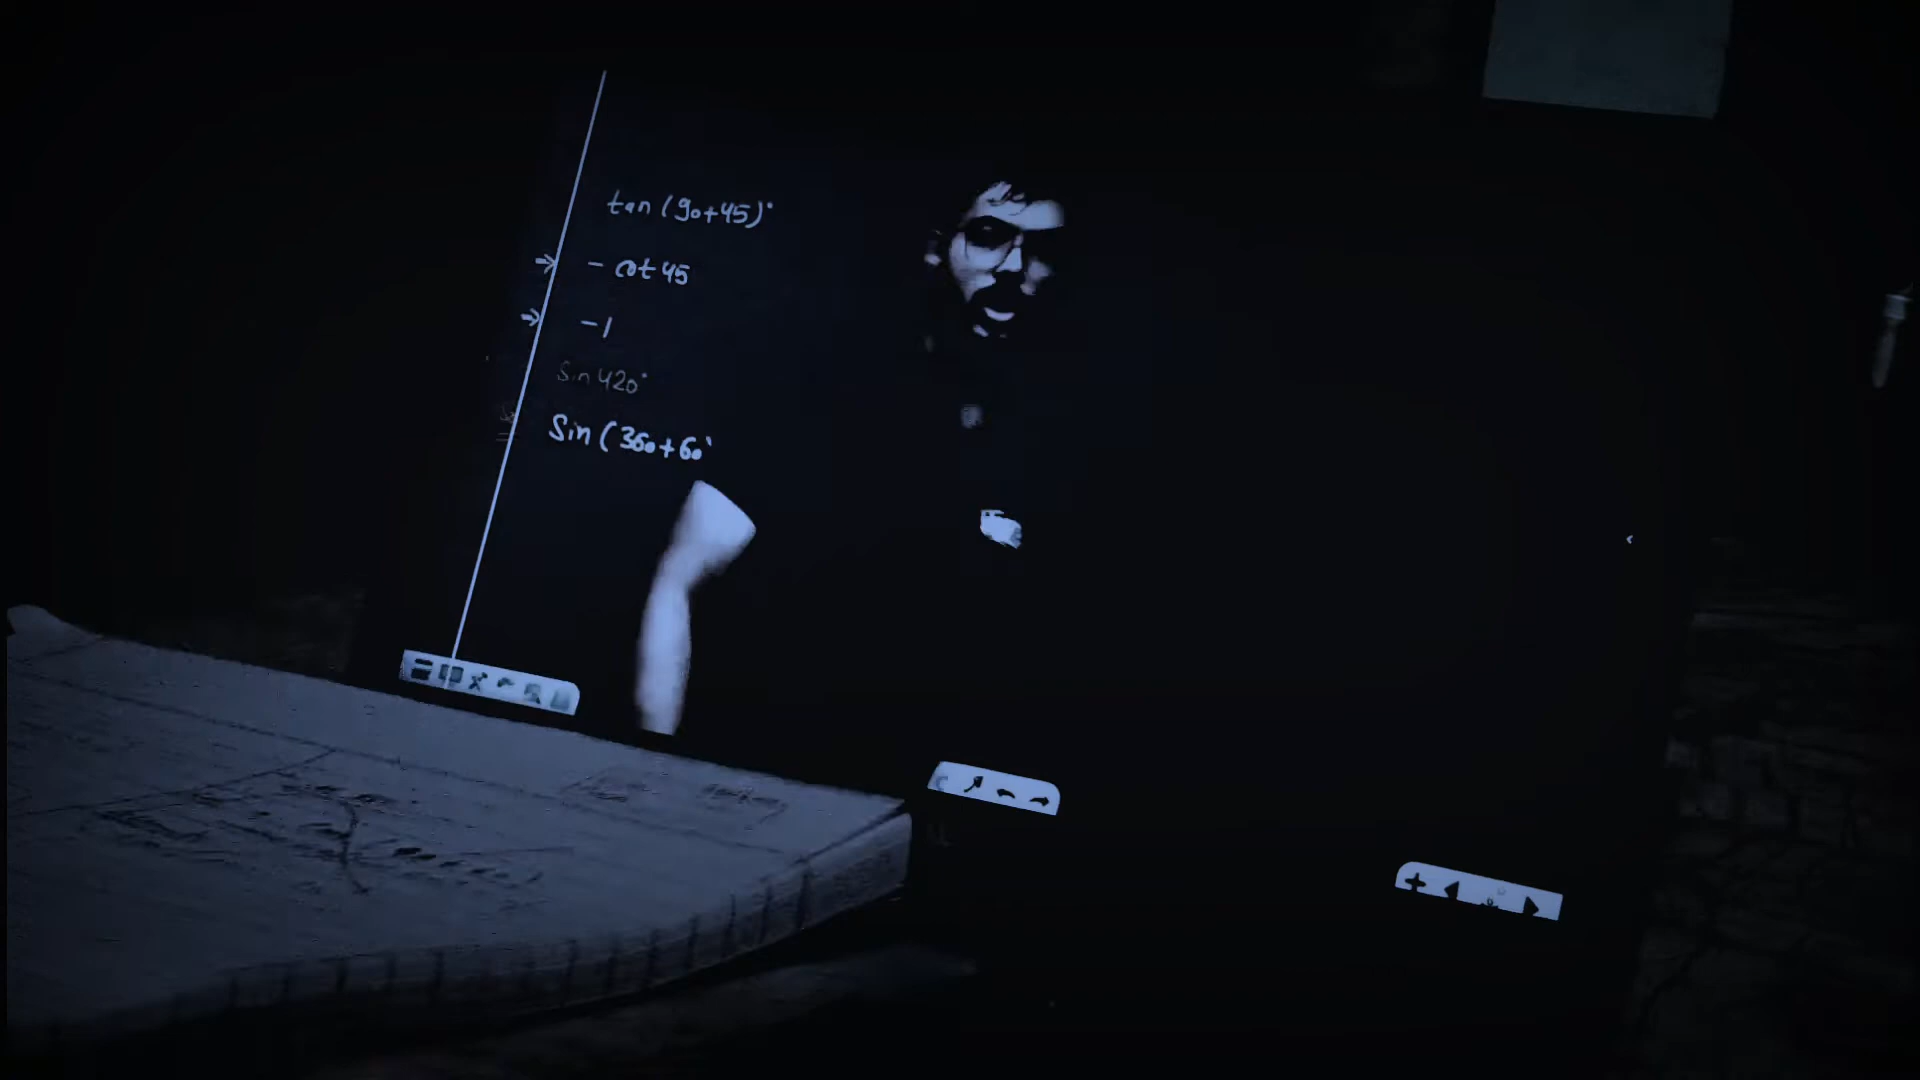 tan (90+45)°
→ - cot 45
→ -1
Sin 420°
Sin (360+60°